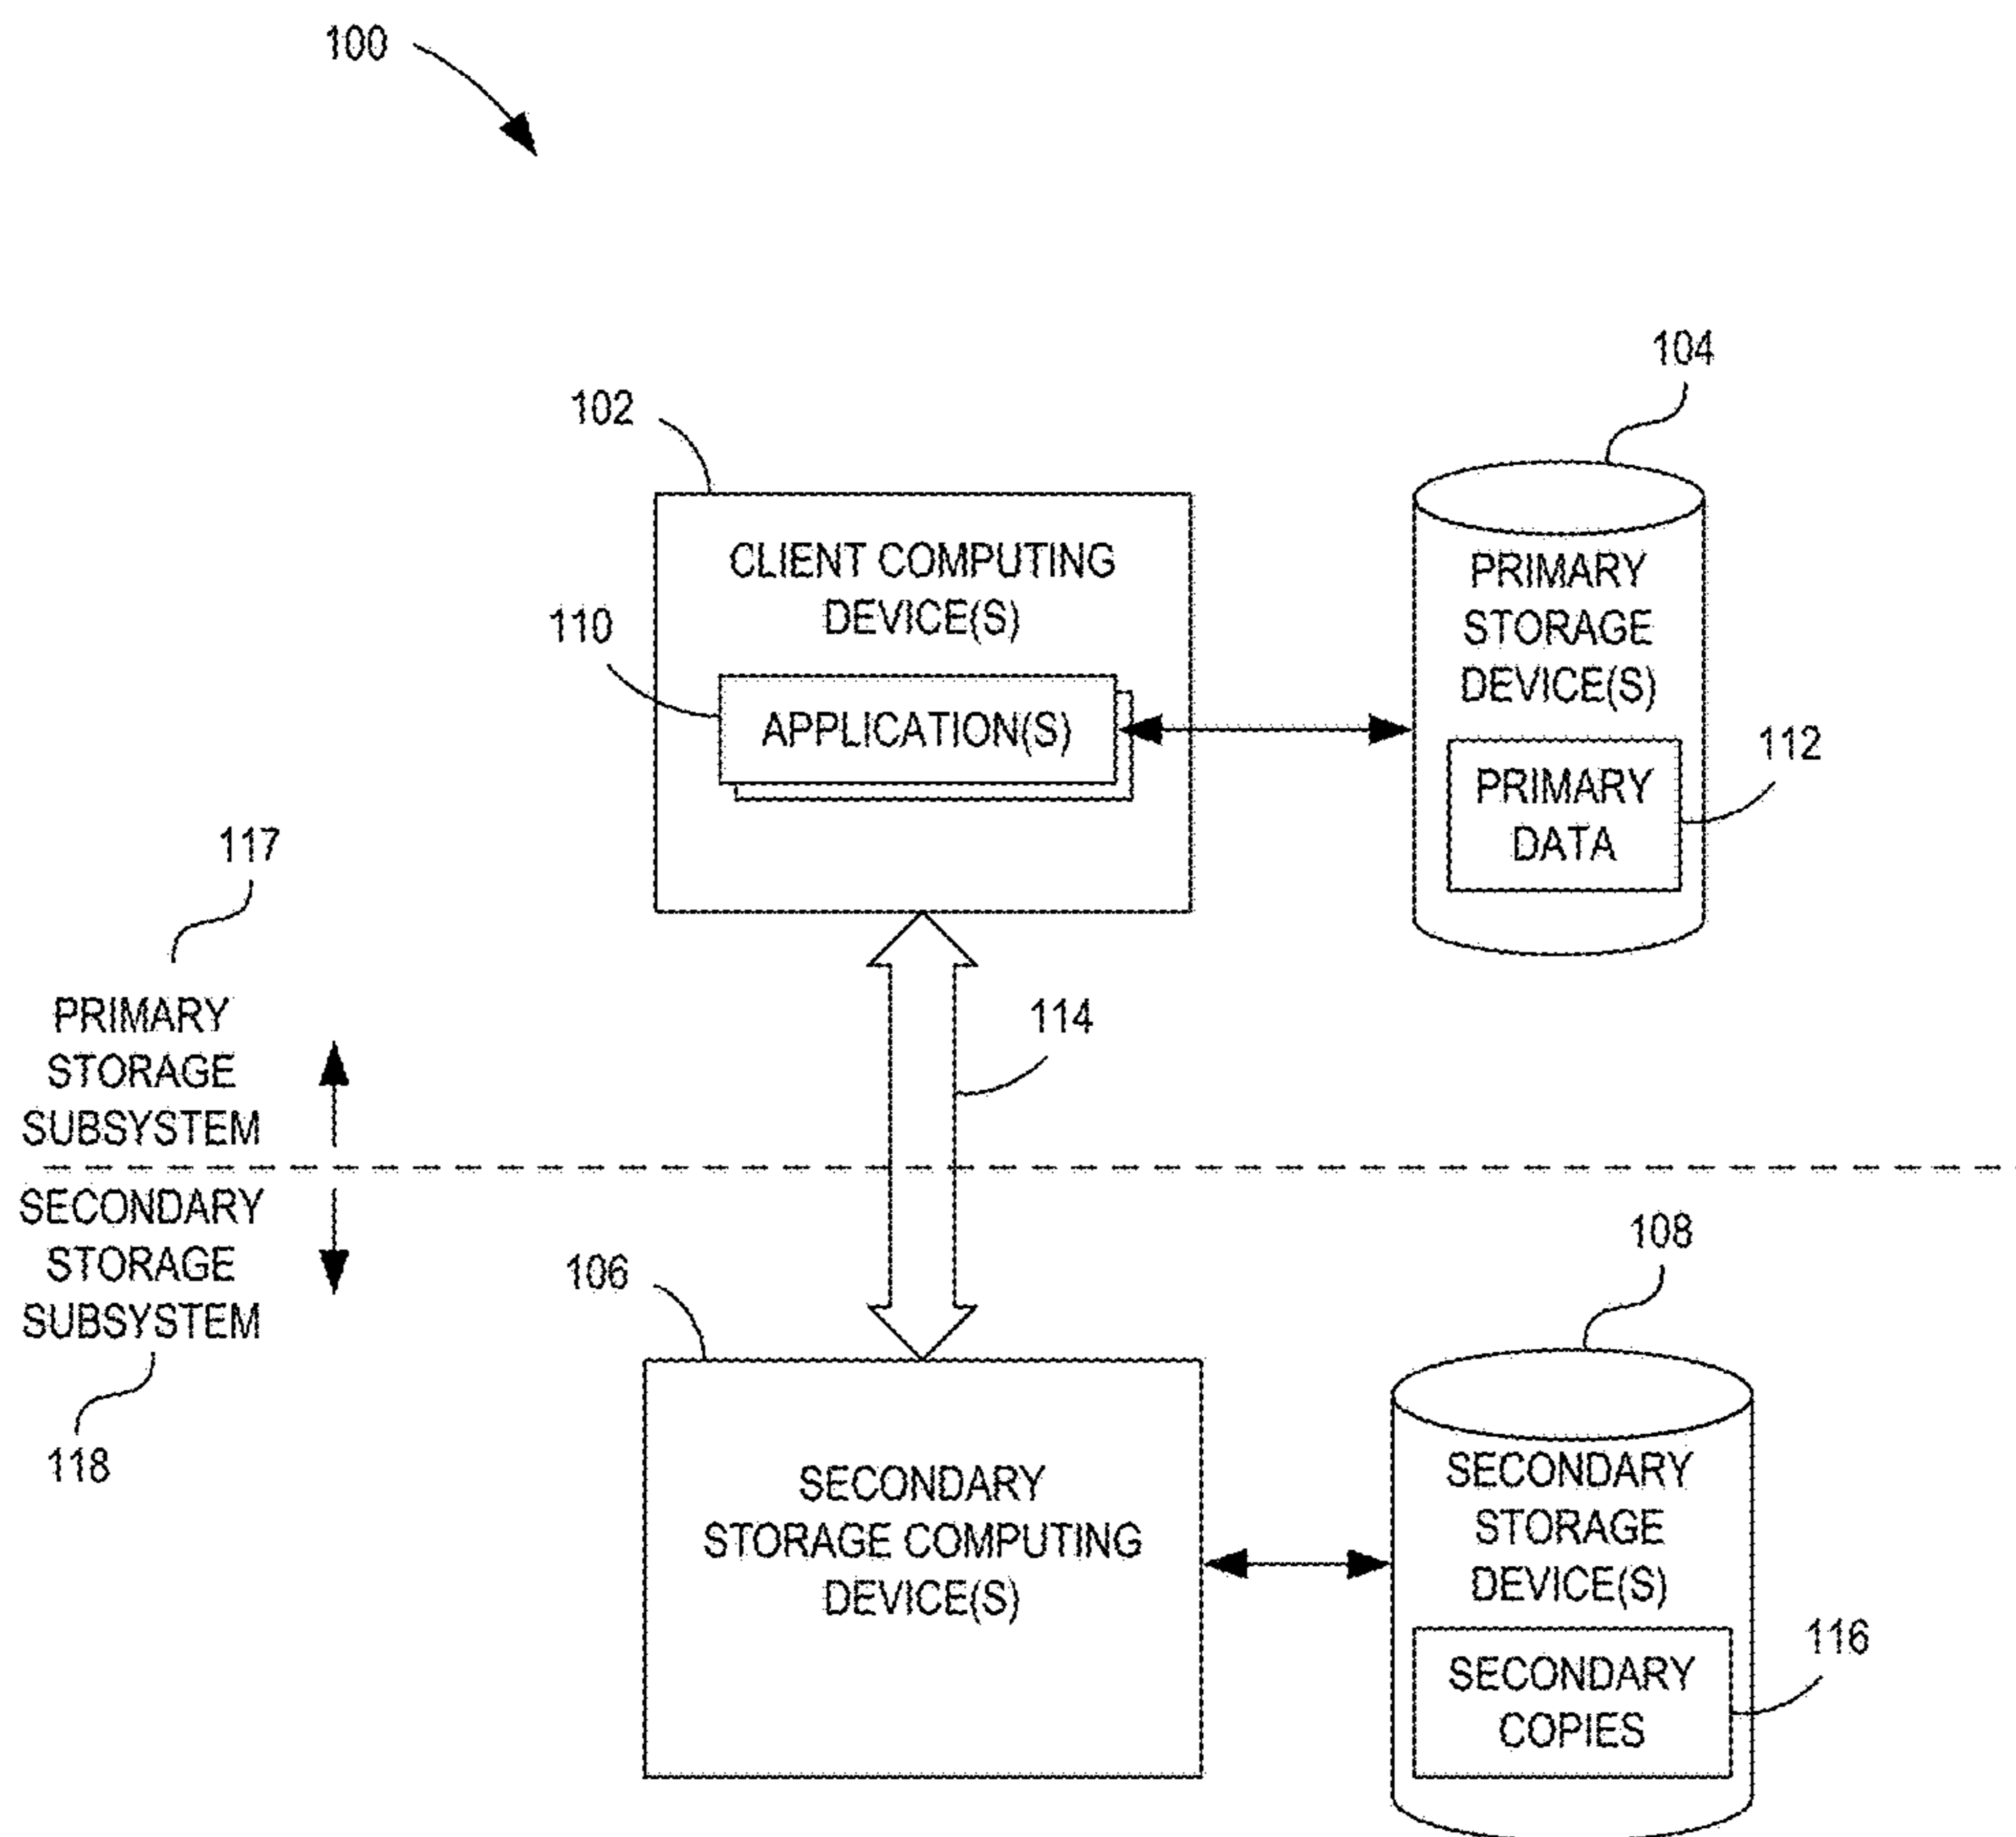 100
104
102
CLIENT COMPUTING
DEVICE(S)
110
APPLICATION(S)
PRIMARY
STORAGE
DEVICE(S)
112
PRIMARY
DATA
117
PRIMARY
STORAGE
SUBSYSTEM
114
SECONDARY
STORAGE
SUBSYSTEM
118
106
SECONDARY
STORAGE COMPUTING
DEVICE(S)
108
SECONDARY
STORAGE
DEVICE(S)
116
SECONDARY
COPIES